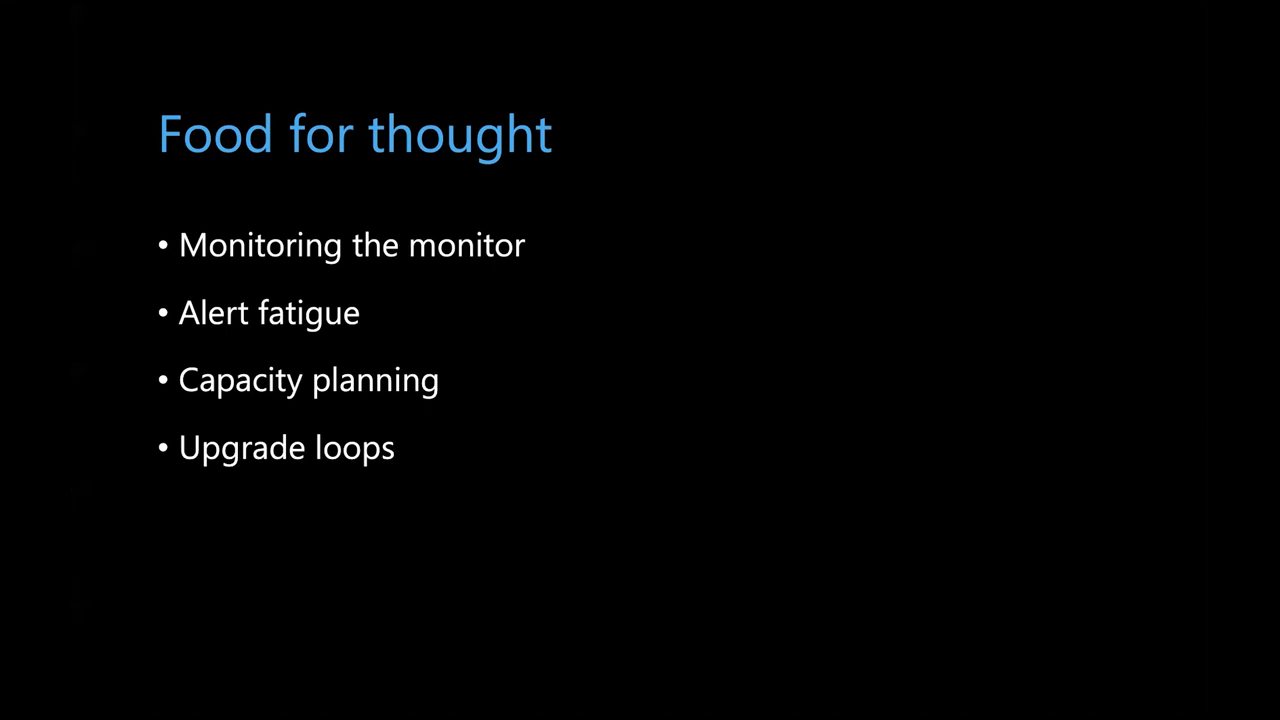 Food for thought
• Monitoring the monitor
• Alert fatigue
• Capacity planning
• Upgrade loops